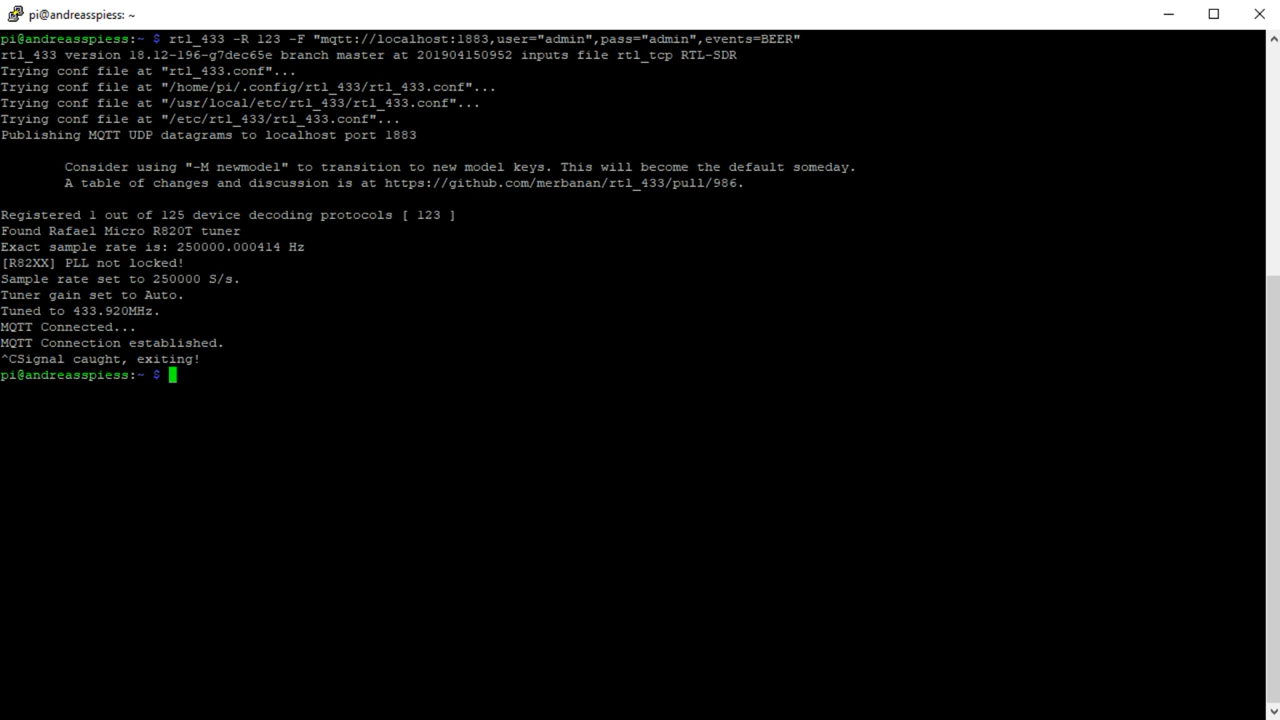 pi@andreasspiess: ~
pi@andreasspiess:~ $ rtl_433 -R 123 -F "mqtt://localhost:1883,user="admin",pass="admin",events=BEER"
rtl_433 version 18.12-196-g7dec65e branch master at 201904150952 inputs file rtl_tcp RTL-SDR
Trying conf file at "rtl_433.conf"...
Trying conf file at "/home/pi/.config/rtl_433/rtl_433.conf"...
Trying conf file at "/usr/local/etc/rtl_433/rtl_433.conf"...
Trying conf file at "/etc/rtl_433/rtl_433.conf"...
Publishing MQTT UDP datagrams to localhost port 1883
Consider using "-M newmodel" to transition to new model keys. This will become the default someday.
A table of changes and discussion is at https://github.com/merbanan/rtl_433/pull/986.
Registered 1 out of 125 device decoding protocols [ 123 ]
Found Rafael Micro R820T tuner
Exact sample rate is: 250000.000414 Hz
[R82XX] PLL not locked!
Sample rate set to 250000 S/s.
Tuner gain set to Auto.
Tuned to 433.920MHz.
MQTT Connected...
MQTT Connection established.
^CSignal caught, exiting!
pi@andreasspiess:~ $